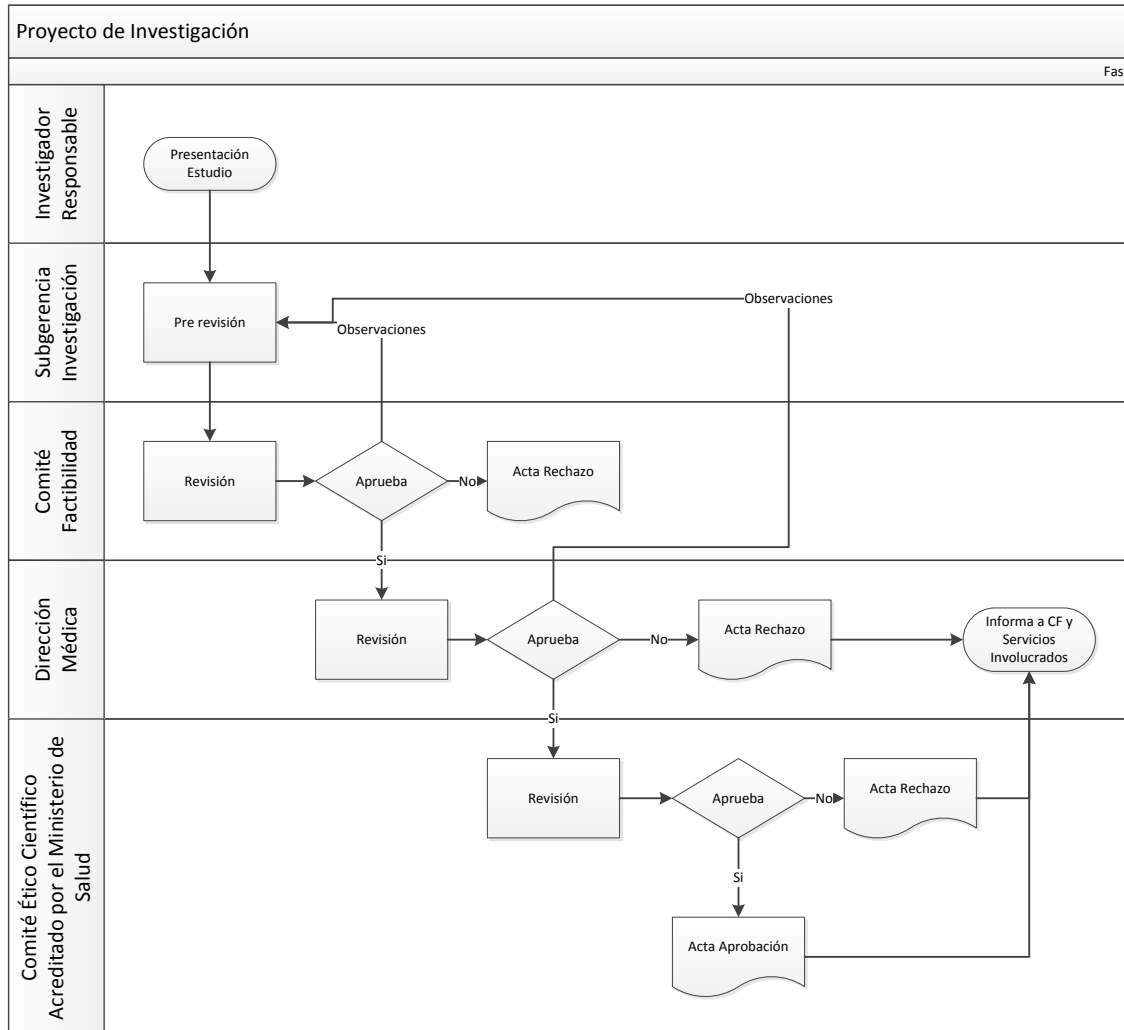 Proyecto de Investigación
Fas
Investigador
Responsable
Presentación
Estudio
Subgerencia
Investigación
Pre revisión
Observaciones
Observaciones
Comité
Factibilidad
Revisión
Aprueba
No
Acta Rechazo
Si
Dirección
Médica
Revisión
Aprueba
No
Acta Rechazo
Informa a CF y
Servicios
Involucrados
Si
Comité Ético Científico
Acreditado por el Ministerio de
Salud
Revisión
Aprueba
No
Acta Rechazo
Si
Acta Aprobación